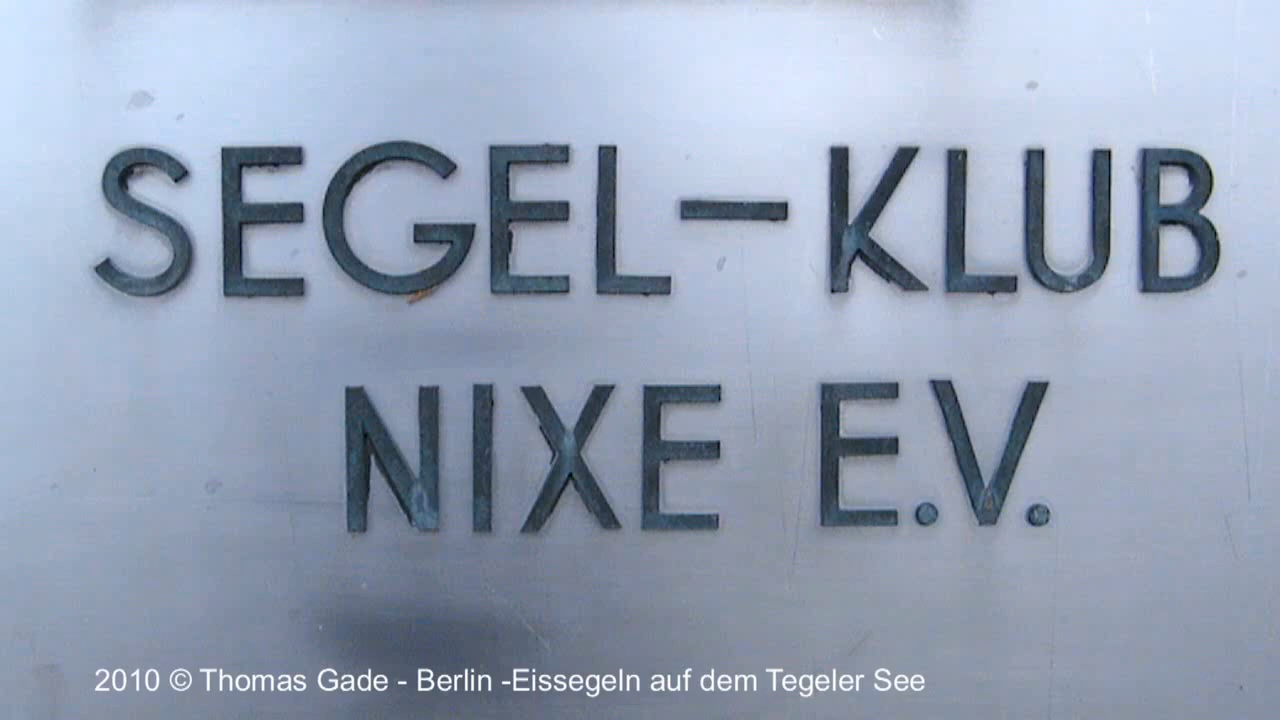 SEGEL-KLUB
NIXE E.V.
2010 © Thomas Gade - Berlin -Eissegeln auf dem Tegeler See